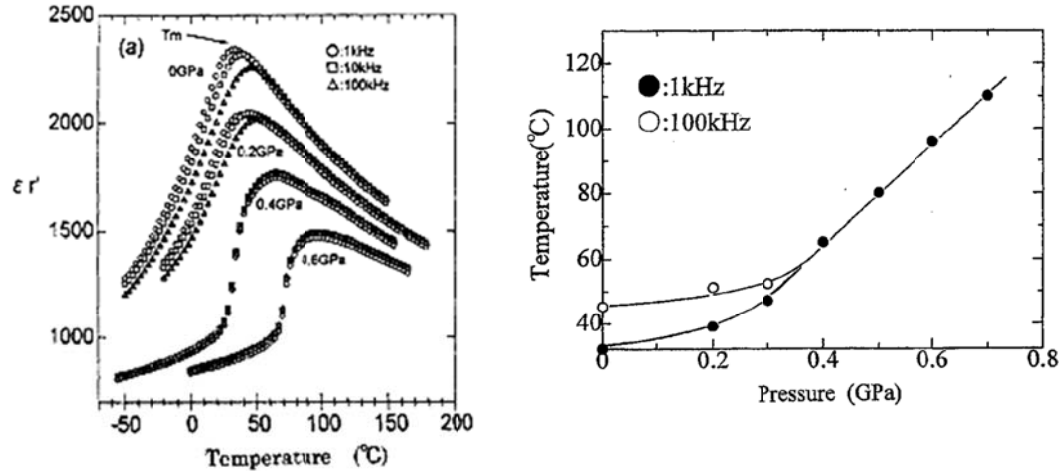 (a)
Tm
○:1kHz
□:10kHz
△:100kHz
0GPa
0.2GPa
0.4GPa
0.6GPa
εr'
2500
2000
1500
1000
-50 0 50 100 150 200
Temperature (℃)
●:1kHz
○:100kHz
Temperature(℃)
120
100
80
60
40
0 0.2 0.4 0.6 0.8
Pressure (GPa)